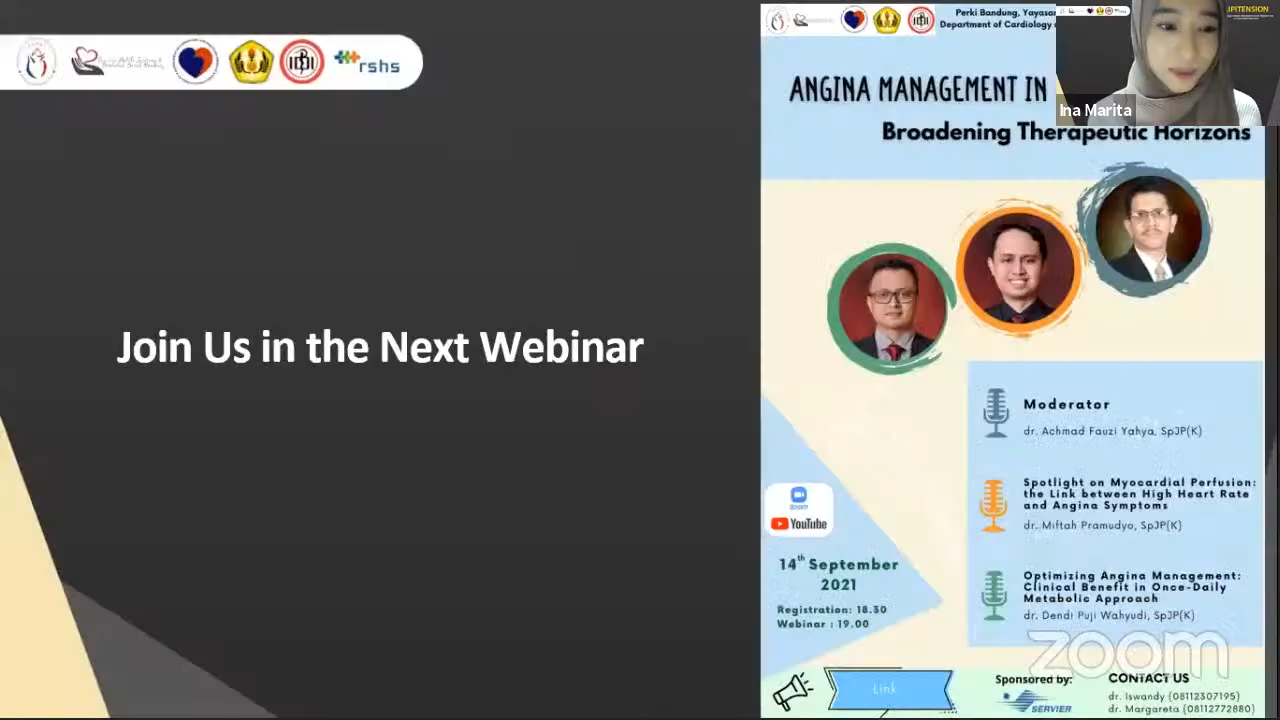 rshs
Join Us in the Next Webinar
Perki Bandung, Yayasan
Department of Cardiology
IPITENSION
Ina Marita
ANGINA MANAGEMENT IN
Broadening Therapeutic Horizons
Moderator
dr. Achmad Fauzi Yahya, SpJP(K)
Spotlight on Myocardial Perfusion:
the Link between High Heart Rate
and Angina Symptoms
dr. Miftah Pramudyo, SpJP(K)
Optimizing Angina Management:
Clinical Benefit in Once-Daily
Metabolic Approach
dr. Dendi Puji Wahyudi, SpJP(K)
zoom
YouTube
14th September
2021
Registration: 18.30
Webinar : 19.00
zoom
Link
Sponsored by:
SERVIER
CONTACT US
dr. Iswandy (08112307195)
dr. Margareta (08112772880)